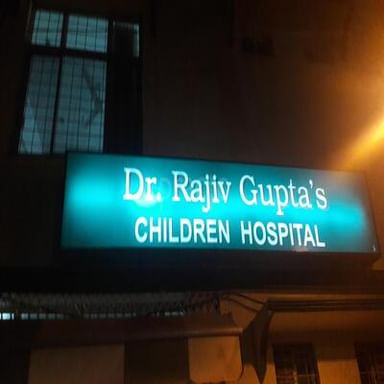 Dr. Rajiv Gupta's
CHILDREN HOSPITAL